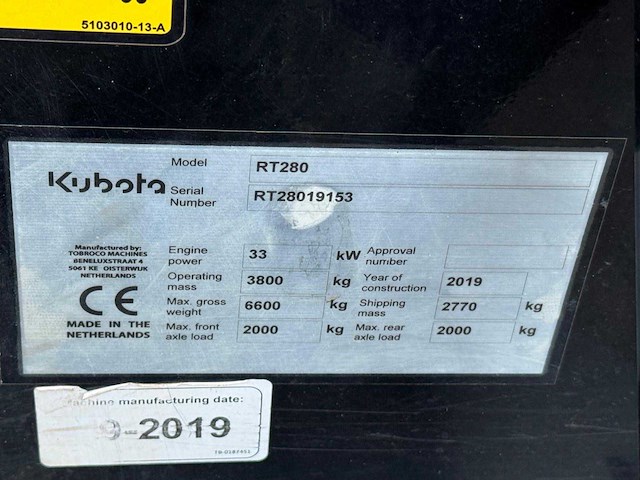 5103010-13-A
Kubota
Model RT280
Serial Number RT28019153
Manufactured by:
TOBROCO MACHINES
BENELUXSTRAAT 4
5061 KE OISTERWIJK
NETHERLANDS
CE
MADE IN THE
NETHERLANDS
Engine power 33 kW Approval number
Operating mass 3800 kg Year of construction 2019
Max. gross weight 6600 kg Shipping mass 2770 kg
Max. front axle load 2000 kg Max. rear axle load 2000 kg
Machine manufacturing date:
9-2019